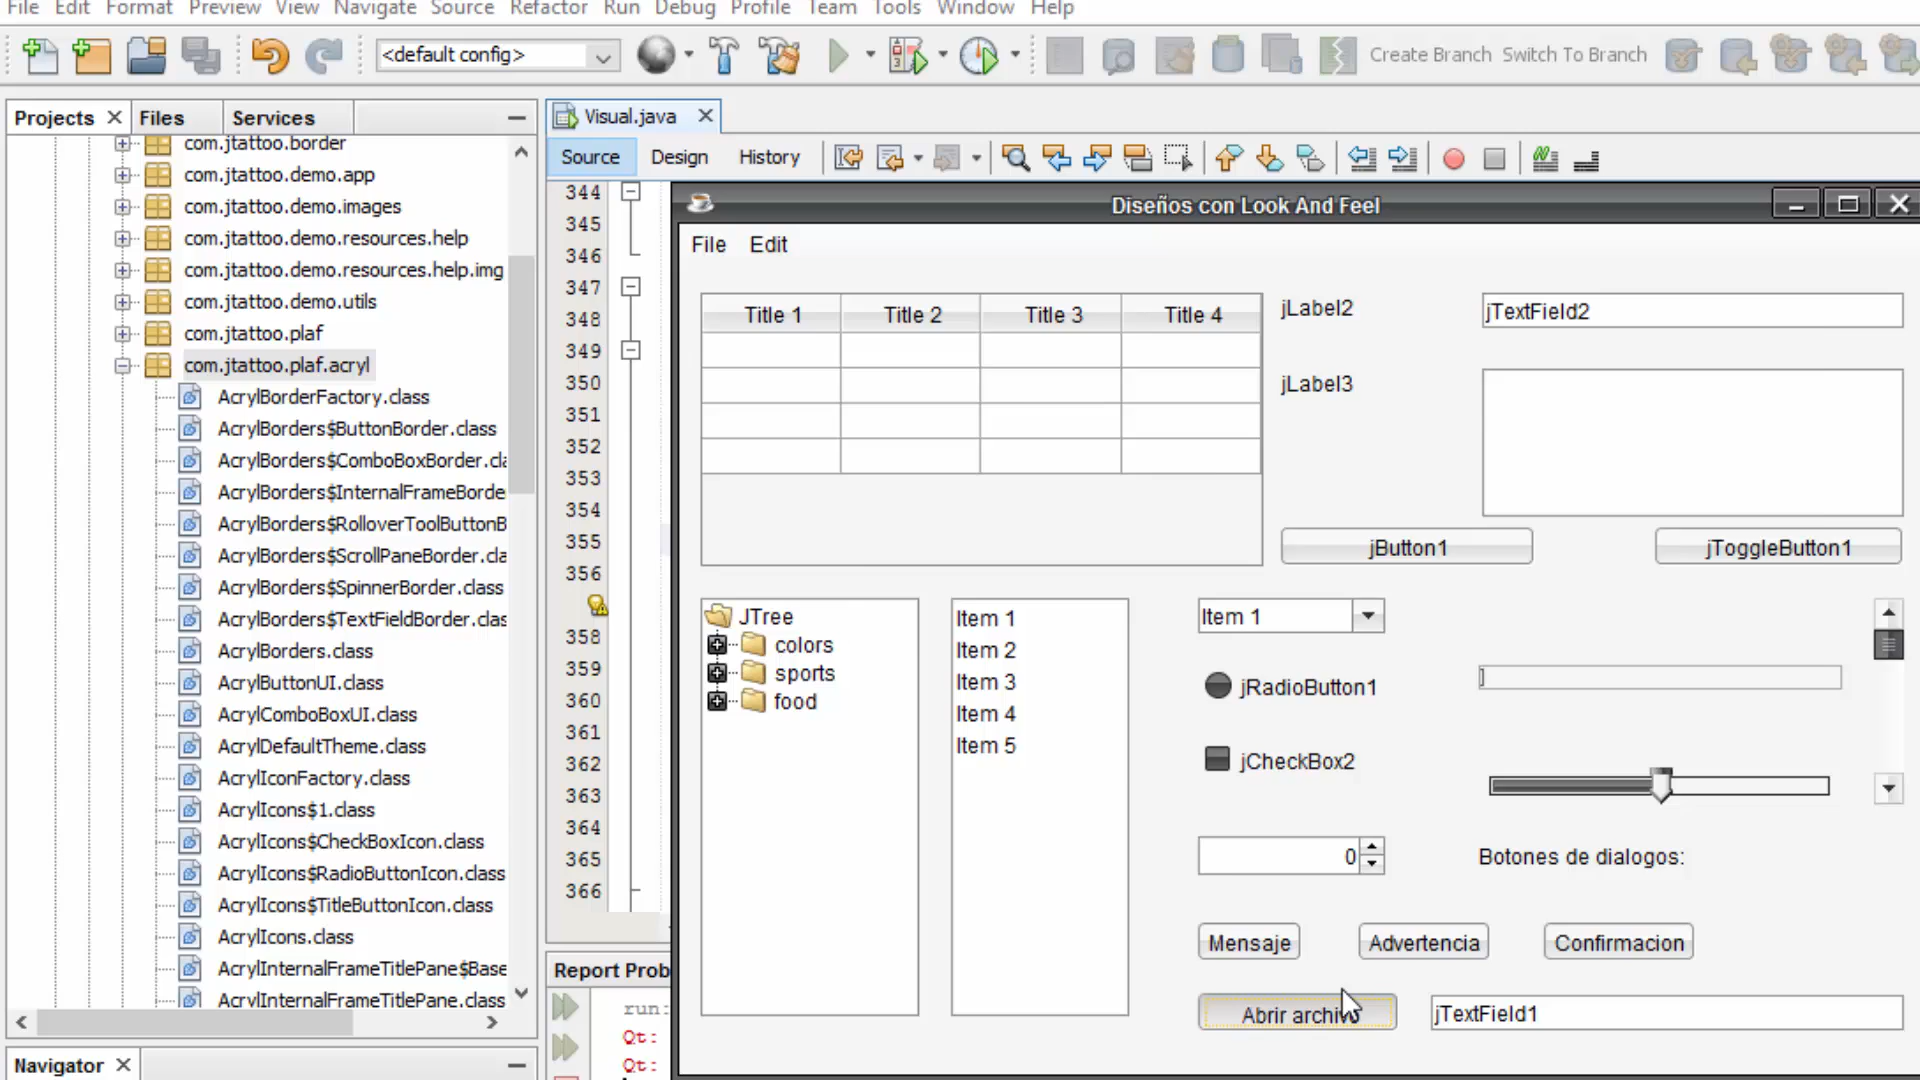 File Edit Format Preview View Navigate Source Refactor Run Debug Profile Team Tools Window Help
<default config> Create Branch Switch To Branch
Projects Files Services
com.jtattoo.border
com.jtattoo.demo.app
com.jtattoo.demo.images
com.jtattoo.demo.resources.help
com.jtattoo.demo.resources.help.img
com.jtattoo.demo.utils
com.jtattoo.plaf
com.jtattoo.plaf.acryl
AcrylBorderFactory.class
AcrylBorders$ButtonBorder.class
AcrylBorders$ComboBoxBorder.cl
AcrylBorders$InternalFrameBorde
AcrylBorders$RolloverToolButtonB
AcrylBorders$ScrollPaneBorder.cla
AcrylBorders$SpinnerBorder.class
AcrylBorders$TextFieldBorder.clas
AcrylBorders.class
AcrylButtonUI.class
AcrylComboBoxUI.class
AcrylDefaultTheme.class
AcrylIconFactory.class
AcrylIcons$1.class
AcrylIcons$CheckBoxIcon.class
AcrylIcons$RadioButtonIcon.class
AcrylIcons$TitleButtonIcon.class
AcrylIcons.class
AcrylInternalFrameTitlePane$Base
AcrylInternalFrameTitlePane.class
Navigator
Visual.java
Source Design History
344
345
346
347
348
349
350
351
352
353
354
355
356
358
359
360
361
362
363
364
365
366
Report Prob
run:
Qt:
Qt:
Diseños con Look And Feel
File Edit
Title 1 Title 2 Title 3 Title 4
jLabel2 jTextField2
jLabel3
jButton1 jToggleButton1
JTree
colors
sports
food
Item 1
Item 2
Item 3
Item 4
Item 5
Item 1
jRadioButton1
jCheckBox2
0 Botones de dialogos:
Mensaje Advertencia Confirmacion
Abrir archivo jTextField1